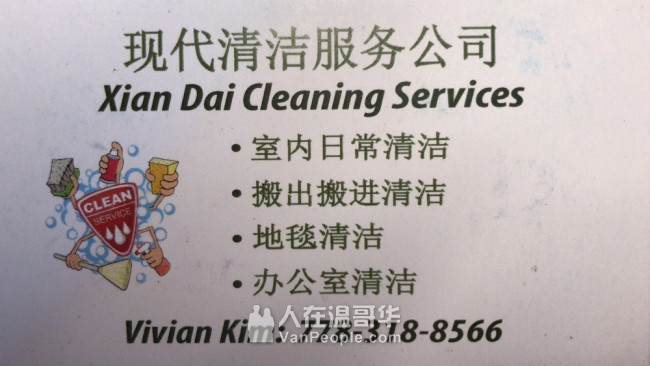 现代清洁服务公司
Xian Dai Cleaning Services
• 室内日常清洁
• 搬出搬进清洁
• 地毯清洁
• 办公室清洁
CLEAN
SERVICE
人在温哥华
Vivian Kim: 778-318-8566
VanPeople.com